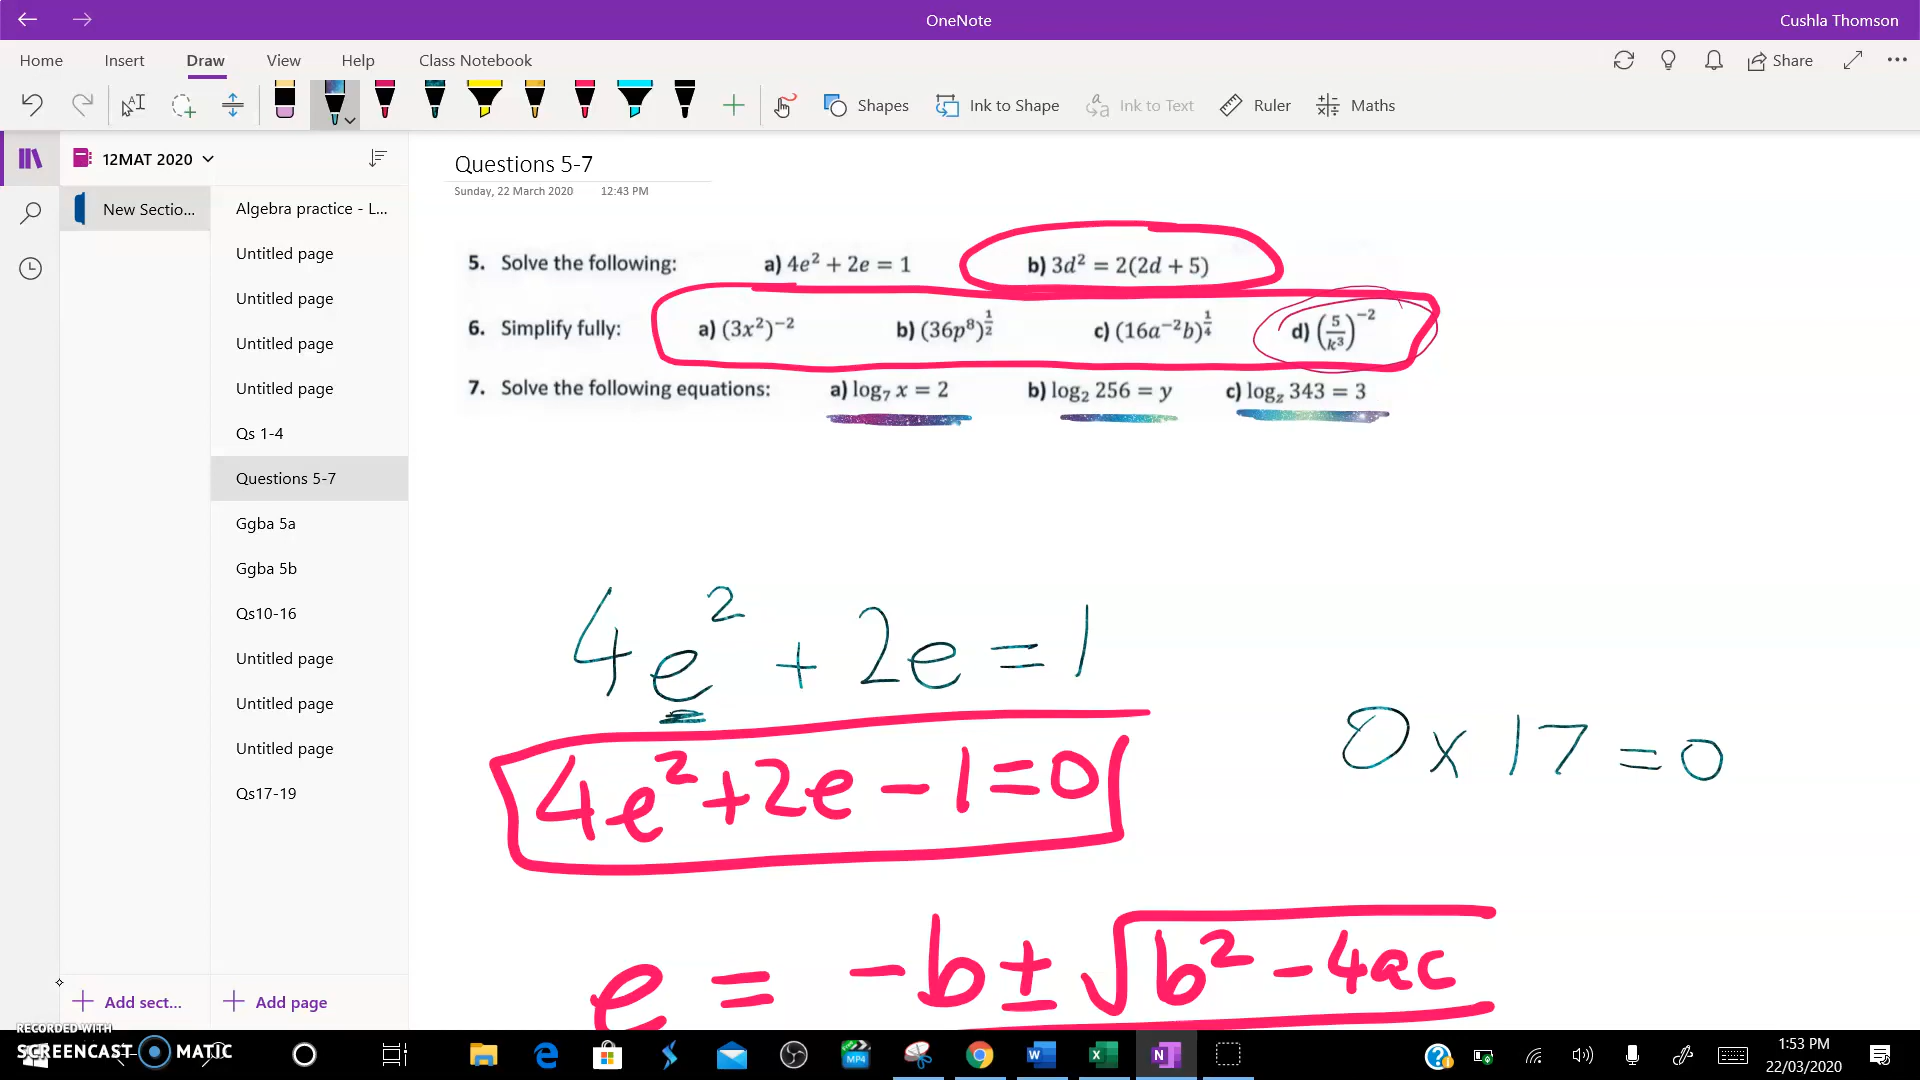 OneNote
Cushla Thomson
Home Insert Draw View Help Class Notebook
Share
Shapes Ink to Shape Ink to Text Ruler Maths
12MAT 2020
New Sectio...
Algebra practice - L...
Untitled page
Untitled page
Untitled page
Untitled page
Qs 1-4
Questions 5-7
Ggba 5a
Ggba 5b
Qs10-16
Untitled page
Untitled page
Untitled page
Qs17-19
Add sect...
Add page
Questions 5-7
Sunday, 22 March 2020 12:43 PM
5. Solve the following: a) 4e² + 2e = 1 b) 3d² = 2(2d + 5)
6. Simplify fully: a) (3x²)⁻² b) (36p⁸)^(1/2) c) (16a⁻²b)^(1/4) d) (5/k³)⁻²
7. Solve the following equations: a) log₇ x = 2 b) log₂ 256 = y c) log_z 343 = 3
4e² + 2e = 1
4e² + 2e - 1 = 0
0 x 17 = 0
e = -b ± √b² - 4ac
RECORDED WITH
SCREENCAST MATIC
MP4
1:53 PM
22/03/2020